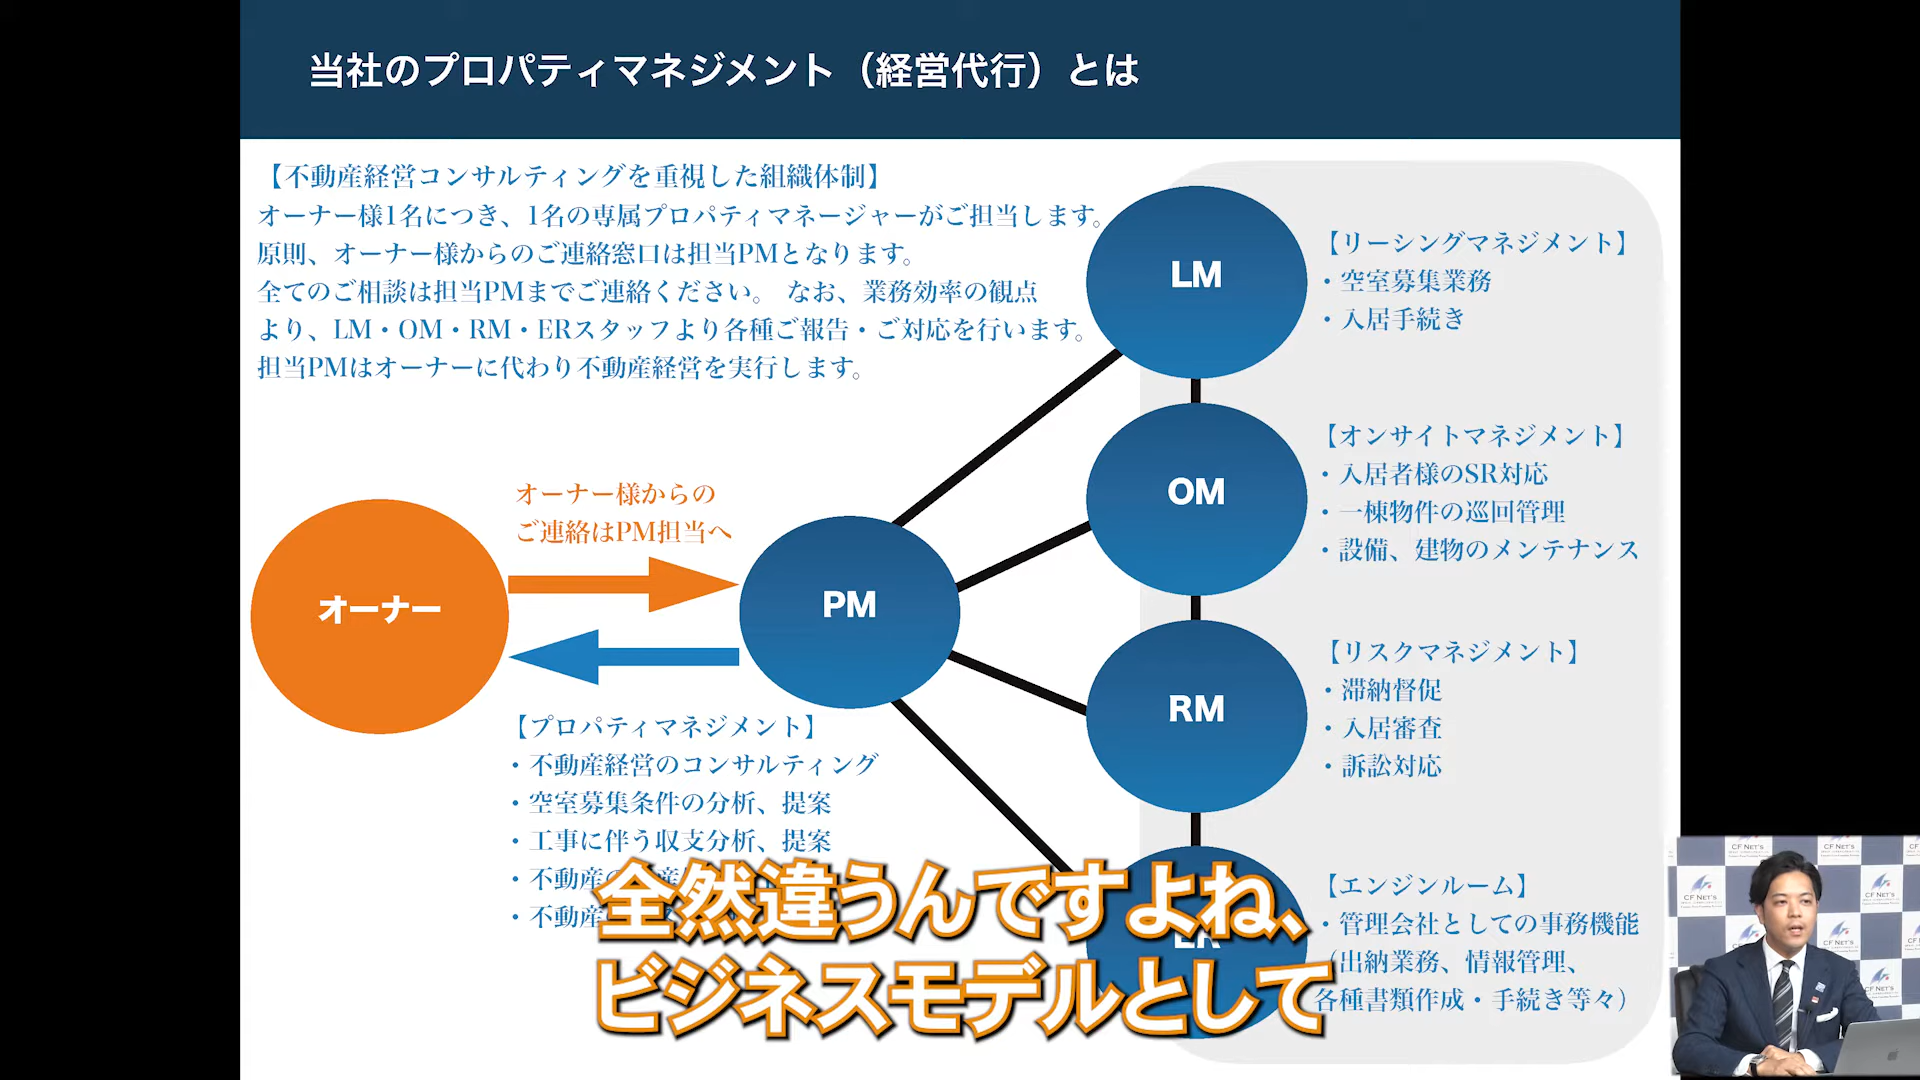 当社のプロパティマネジメント（経営代行）とは
【不動産経営コンサルティングを重視した組織体制】
オーナー様1名につき、1名の専属プロパティマネージャーがご担当します。
原則、オーナー様からのご連絡窓口は担当PMとなります。
全てのご相談は担当PMまでご連絡ください。 なお、業務効率の観点
より、LM・OM・RM・ERスタッフより各種ご報告・ご対応を行います。
担当PMはオーナーに代わり不動産経営を実行します。
オーナー様からの
ご連絡はPM担当へ
オーナー
PM
【プロパティマネジメント】
・不動産経営のコンサルティング
・空室募集条件の分析、提案
・工事に伴う収支分析、提案
・不動産の
・不動産
LM
【リーシングマネジメント】
・空室募集業務
・入居手続き
OM
【オンサイトマネジメント】
・入居者様のSR対応
・一棟物件の巡回管理
・設備、建物のメンテナンス
RM
【リスクマネジメント】
・滞納督促
・入居審査
・訴訟対応
ER
【エンジンルーム】
・管理会社としての事務機能
（出納業務、情報管理、
各種書類作成・手続き等々）
全然違うんですよね、
ビジネスモデルとして
CF NET'S
CF NET'S
CF NET'S